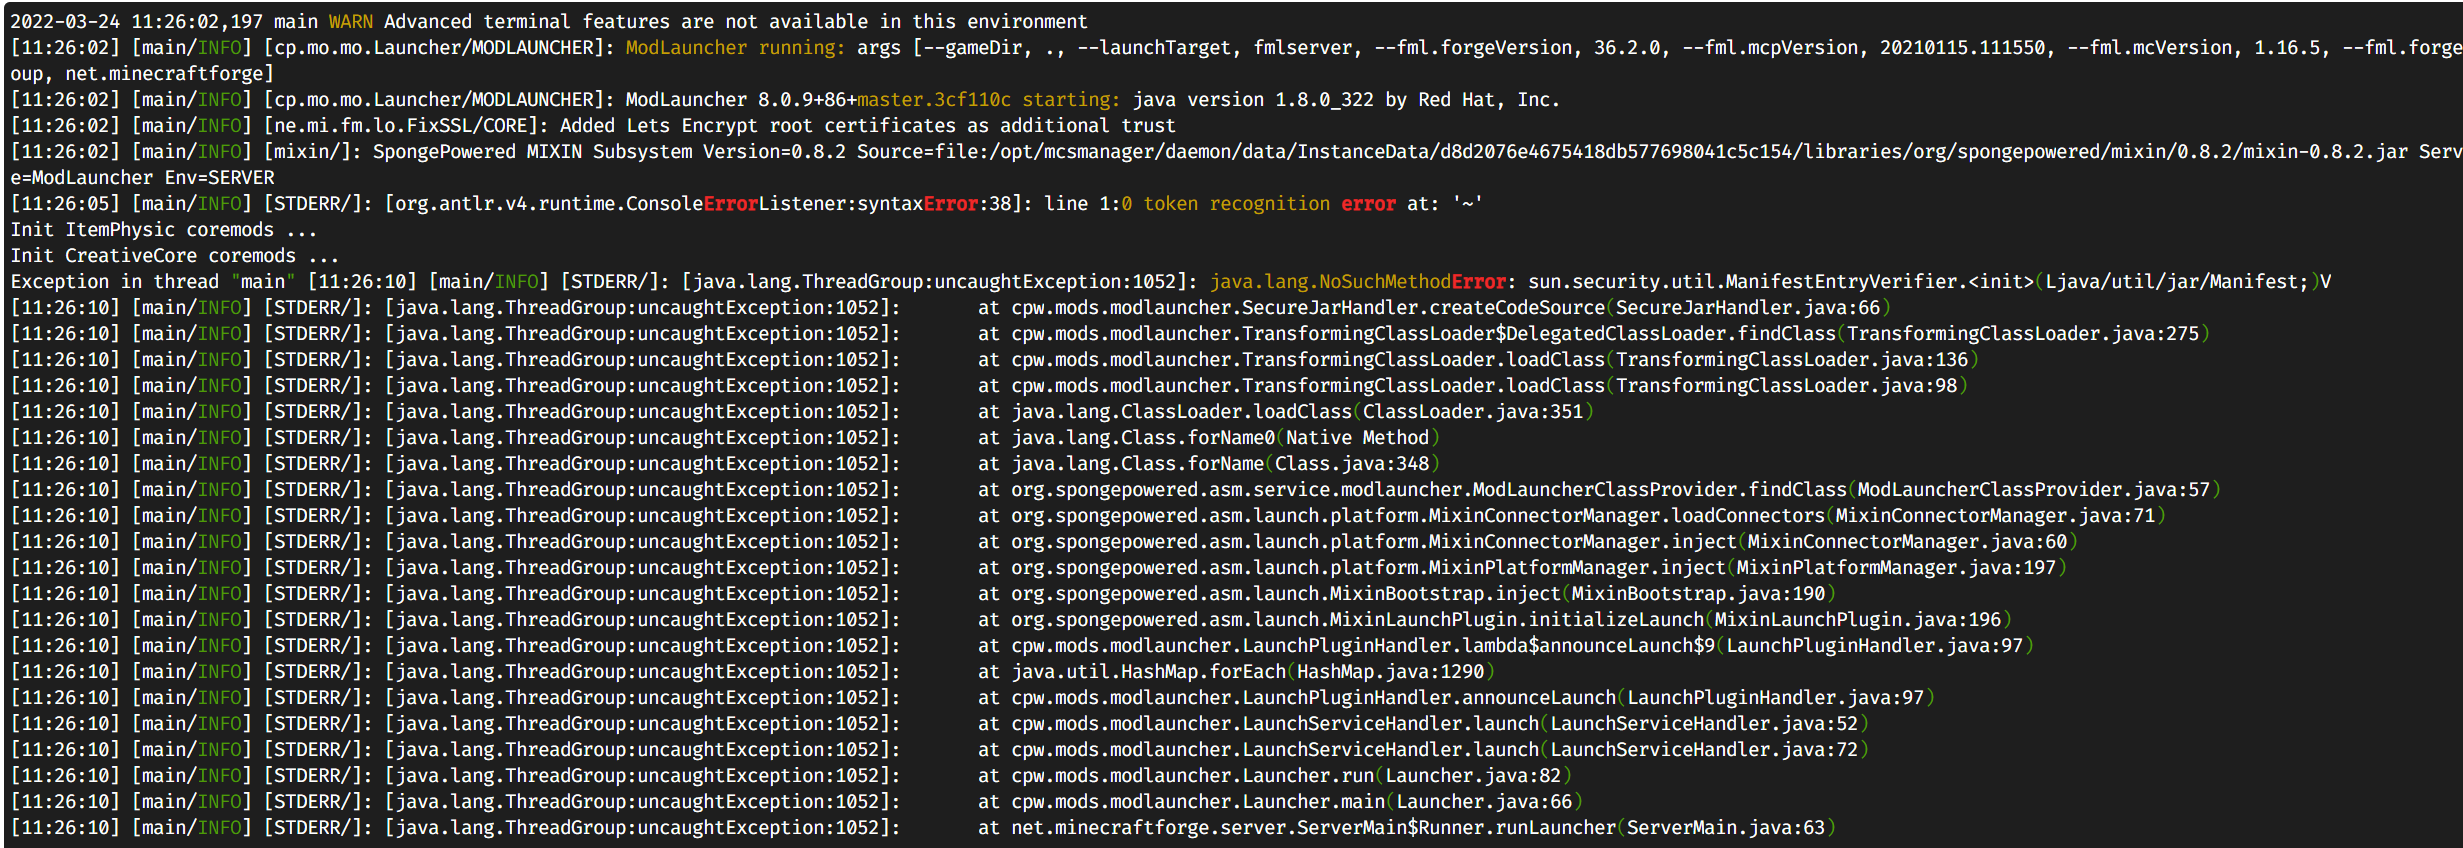 2022-03-24 11:26:02,197 main WARN Advanced terminal features are not available in this environment
[11:26:02] [main/INFO] [cp.mo.mo.Launcher/MODLAUNCHER]: ModLauncher running: args [--gameDir, ., --launchTarget, fmlserver, --fml.forgeVersion, 36.2.0, --fml.mcpVersion, 20210115.111550, --fml.mcVersion, 1.16.5, --fml.forge
oup, net.minecraftforge]
[11:26:02] [main/INFO] [cp.mo.mo.Launcher/MODLAUNCHER]: ModLauncher 8.0.9+86+master.3cf110c starting: java version 1.8.0_322 by Red Hat, Inc.
[11:26:02] [main/INFO] [ne.mi.fm.lo.FixSSL/CORE]: Added Lets Encrypt root certificates as additional trust
[11:26:02] [main/INFO] [mixin/]: SpongePowered MIXIN Subsystem Version=0.8.2 Source=file:/opt/mcsmanager/daemon/data/InstanceData/d8d2076e4675418db577698041c5c154/libraries/org/spongepowered/mixin/0.8.2/mixin-0.8.2.jar Serv
e=ModLauncher Env=SERVER
[11:26:05] [main/INFO] [STDERR/]: [org.antlr.v4.runtime.ConsoleErrorListener:syntaxError:38]: line 1:0 token recognition error at: '~'
Init ItemPhysic coremods ...
Init CreativeCore coremods ...
Exception in thread "main" [11:26:10] [main/INFO] [STDERR/]: [java.lang.ThreadGroup:uncaughtException:1052]: java.lang.NoSuchMethodError: sun.security.util.ManifestEntryVerifier.<init>(Ljava/util/jar/Manifest;)V
[11:26:10] [main/INFO] [STDERR/]: [java.lang.ThreadGroup:uncaughtException:1052]: at cpw.mods.modlauncher.SecureJarHandler.createCodeSource(SecureJarHandler.java:66)
[11:26:10] [main/INFO] [STDERR/]: [java.lang.ThreadGroup:uncaughtException:1052]: at cpw.mods.modlauncher.TransformingClassLoader$DelegatedClassLoader.findClass(TransformingClassLoader.java:275)
[11:26:10] [main/INFO] [STDERR/]: [java.lang.ThreadGroup:uncaughtException:1052]: at cpw.mods.modlauncher.TransformingClassLoader.loadClass(TransformingClassLoader.java:136)
[11:26:10] [main/INFO] [STDERR/]: [java.lang.ThreadGroup:uncaughtException:1052]: at cpw.mods.modlauncher.TransformingClassLoader.loadClass(TransformingClassLoader.java:98)
[11:26:10] [main/INFO] [STDERR/]: [java.lang.ThreadGroup:uncaughtException:1052]: at java.lang.ClassLoader.loadClass(ClassLoader.java:351)
[11:26:10] [main/INFO] [STDERR/]: [java.lang.ThreadGroup:uncaughtException:1052]: at java.lang.Class.forName0(Native Method)
[11:26:10] [main/INFO] [STDERR/]: [java.lang.ThreadGroup:uncaughtException:1052]: at java.lang.Class.forName(Class.java:348)
[11:26:10] [main/INFO] [STDERR/]: [java.lang.ThreadGroup:uncaughtException:1052]: at org.spongepowered.asm.service.modlauncher.ModLauncherClassProvider.findClass(ModLauncherClassProvider.java:57)
[11:26:10] [main/INFO] [STDERR/]: [java.lang.ThreadGroup:uncaughtException:1052]: at org.spongepowered.asm.launch.platform.MixinConnectorManager.loadConnectors(MixinConnectorManager.java:71)
[11:26:10] [main/INFO] [STDERR/]: [java.lang.ThreadGroup:uncaughtException:1052]: at org.spongepowered.asm.launch.platform.MixinConnectorManager.inject(MixinConnectorManager.java:60)
[11:26:10] [main/INFO] [STDERR/]: [java.lang.ThreadGroup:uncaughtException:1052]: at org.spongepowered.asm.launch.platform.MixinPlatformManager.inject(MixinPlatformManager.java:197)
[11:26:10] [main/INFO] [STDERR/]: [java.lang.ThreadGroup:uncaughtException:1052]: at org.spongepowered.asm.launch.MixinBootstrap.inject(MixinBootstrap.java:190)
[11:26:10] [main/INFO] [STDERR/]: [java.lang.ThreadGroup:uncaughtException:1052]: at org.spongepowered.asm.launch.MixinLaunchPlugin.initializeLaunch(MixinLaunchPlugin.java:196)
[11:26:10] [main/INFO] [STDERR/]: [java.lang.ThreadGroup:uncaughtException:1052]: at cpw.mods.modlauncher.LaunchPluginHandler.lambda$announceLaunch$9(LaunchPluginHandler.java:97)
[11:26:10] [main/INFO] [STDERR/]: [java.lang.ThreadGroup:uncaughtException:1052]: at java.util.HashMap.forEach(HashMap.java:1290)
[11:26:10] [main/INFO] [STDERR/]: [java.lang.ThreadGroup:uncaughtException:1052]: at cpw.mods.modlauncher.LaunchPluginHandler.announceLaunch(LaunchPluginHandler.java:97)
[11:26:10] [main/INFO] [STDERR/]: [java.lang.ThreadGroup:uncaughtException:1052]: at cpw.mods.modlauncher.LaunchServiceHandler.launch(LaunchServiceHandler.java:52)
[11:26:10] [main/INFO] [STDERR/]: [java.lang.ThreadGroup:uncaughtException:1052]: at cpw.mods.modlauncher.LaunchServiceHandler.launch(LaunchServiceHandler.java:72)
[11:26:10] [main/INFO] [STDERR/]: [java.lang.ThreadGroup:uncaughtException:1052]: at cpw.mods.modlauncher.Launcher.run(Launcher.java:82)
[11:26:10] [main/INFO] [STDERR/]: [java.lang.ThreadGroup:uncaughtException:1052]: at cpw.mods.modlauncher.Launcher.main(Launcher.java:66)
[11:26:10] [main/INFO] [STDERR/]: [java.lang.ThreadGroup:uncaughtException:1052]: at net.minecraftforge.server.ServerMain$Runner.runLauncher(ServerMain.java:63)